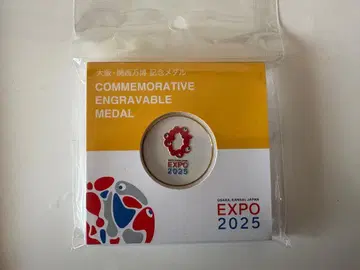 大阪・関西万博 記念メダル
COMMEMORATIVE
ENGRAVABLE
MEDAL
EXPO
2025
OSAKA, KANSAI, JAPAN
EXPO
2025